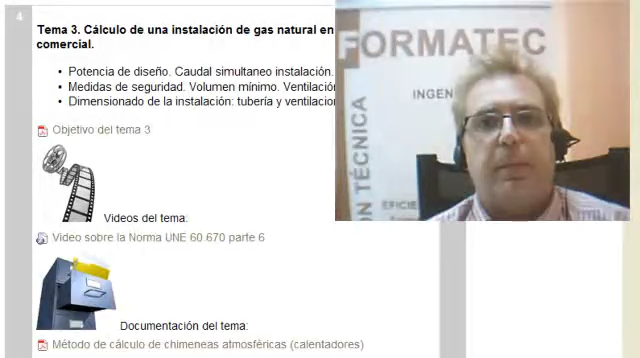 4
Tema 3. Cálculo de una instalación de gas natural en
comercial.
• Potencia de diseño. Caudal simultaneo instalación.
• Medidas de seguridad. Volumen mínimo. Ventilación
• Dimensionado de la instalación: tubería y ventilacion
Objetivo del tema 3
Videos del tema:
Video sobre la Norma UNE 60.670 parte 6
Documentación del tema:
Método de cálculo de chimeneas atmosféricas (calentadores)
FORMATEC
INGEN
ÓN TÉCNICA
EFICIE